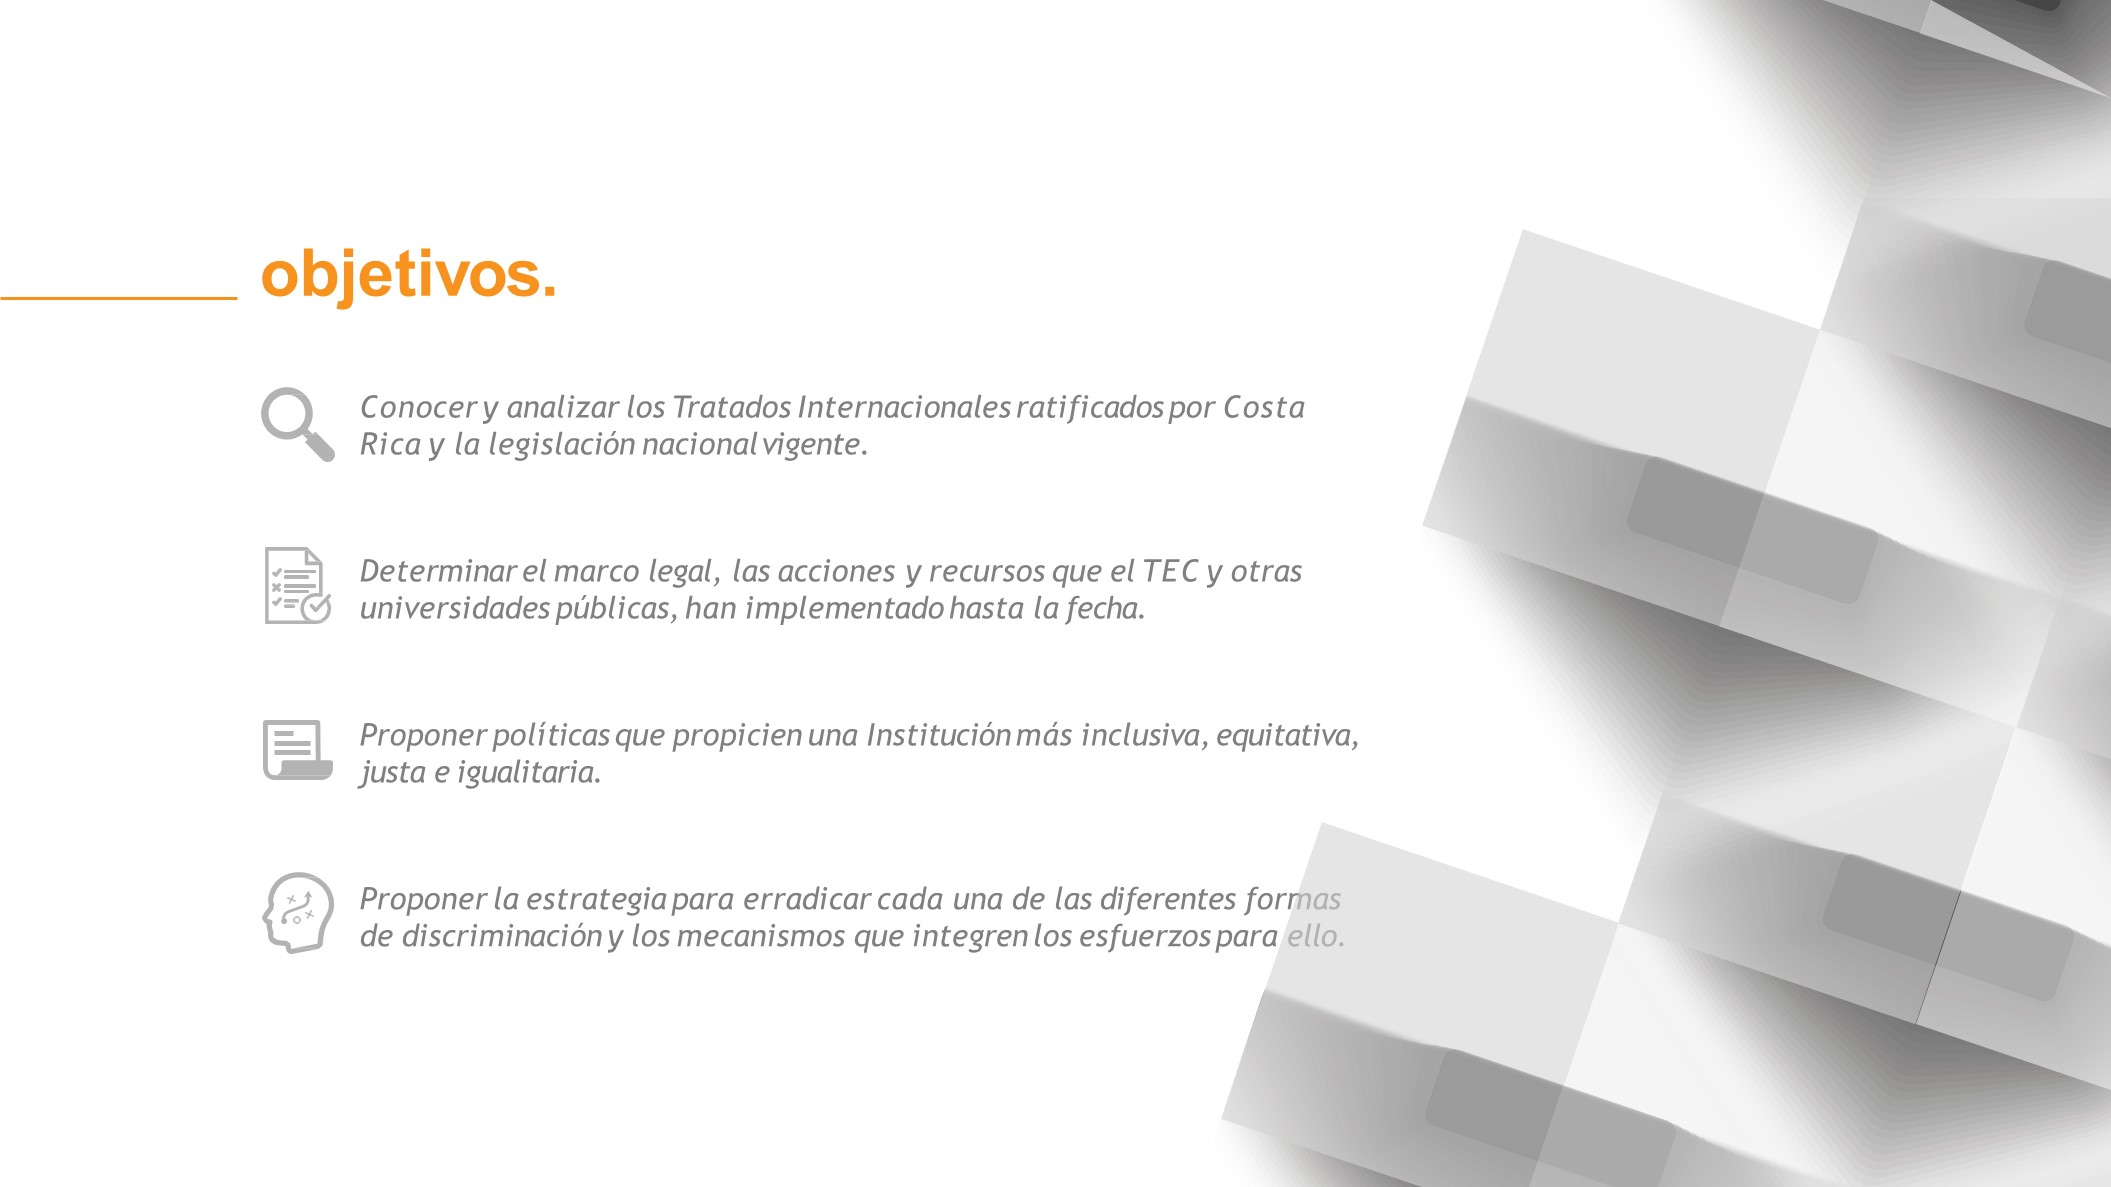 objetivos.
Conocer y analizar los Tratados Internacionales ratificados por Costa
Rica y la legislación nacional vigente.
Determinar el marco legal, las acciones y recursos que el TEC y otras
universidades públicas, han implementado hasta la fecha.
Proponer políticas que propicien una Institución más inclusiva, equitativa,
justa e igualitaria.
Proponer la estrategia para erradicar cada una de las diferentes formas
de discriminación y los mecanismos que integren los esfuerzos para ello.